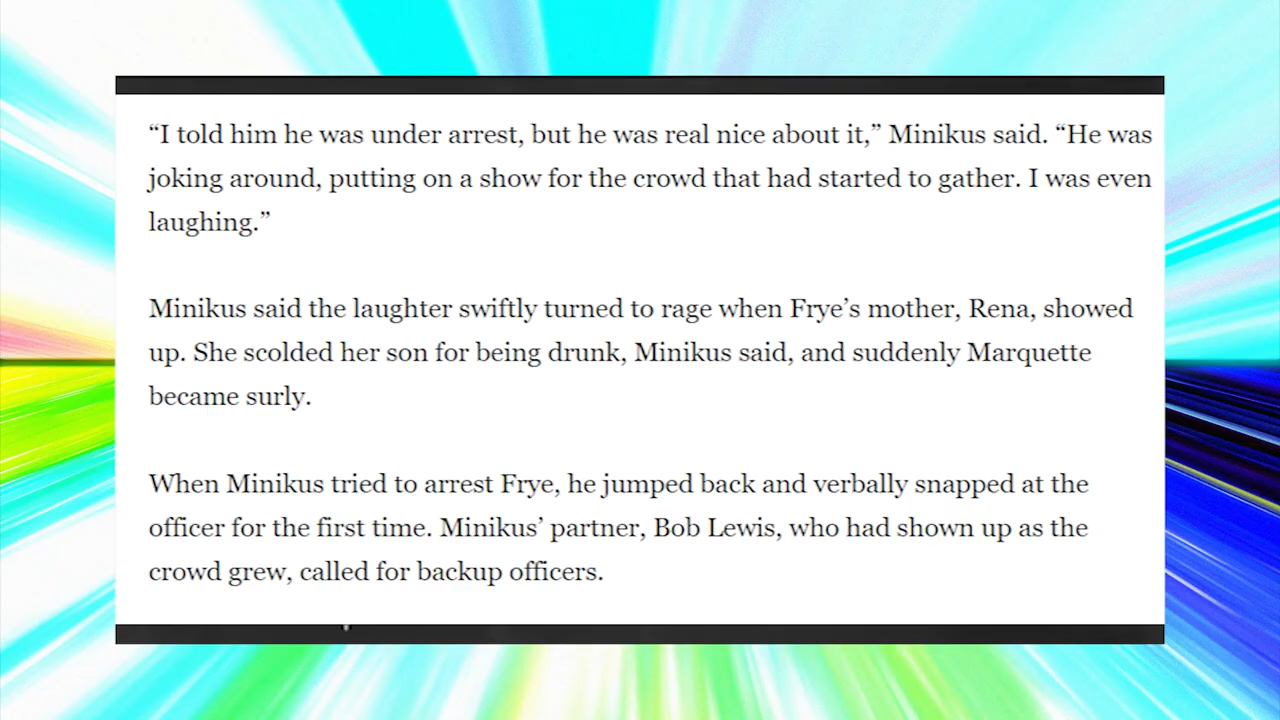 “I told him he was under arrest, but he was real nice about it,” Minikus said. “He was
joking around, putting on a show for the crowd that had started to gather. I was even
laughing.”
Minikus said the laughter swiftly turned to rage when Frye’s mother, Rena, showed
up. She scolded her son for being drunk, Minikus said, and suddenly Marquette
became surly.
When Minikus tried to arrest Frye, he jumped back and verbally snapped at the
officer for the first time. Minikus’ partner, Bob Lewis, who had shown up as the
crowd grew, called for backup officers.